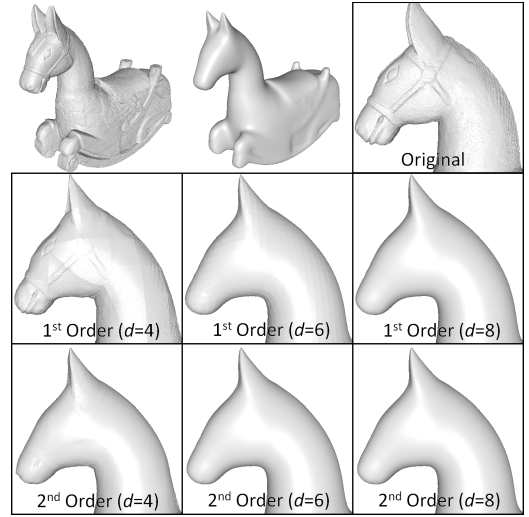 Original
1st Order (d=4)
1st Order (d=6)
1st Order (d=8)
2nd Order (d=4)
2nd Order (d=6)
2nd Order (d=8)